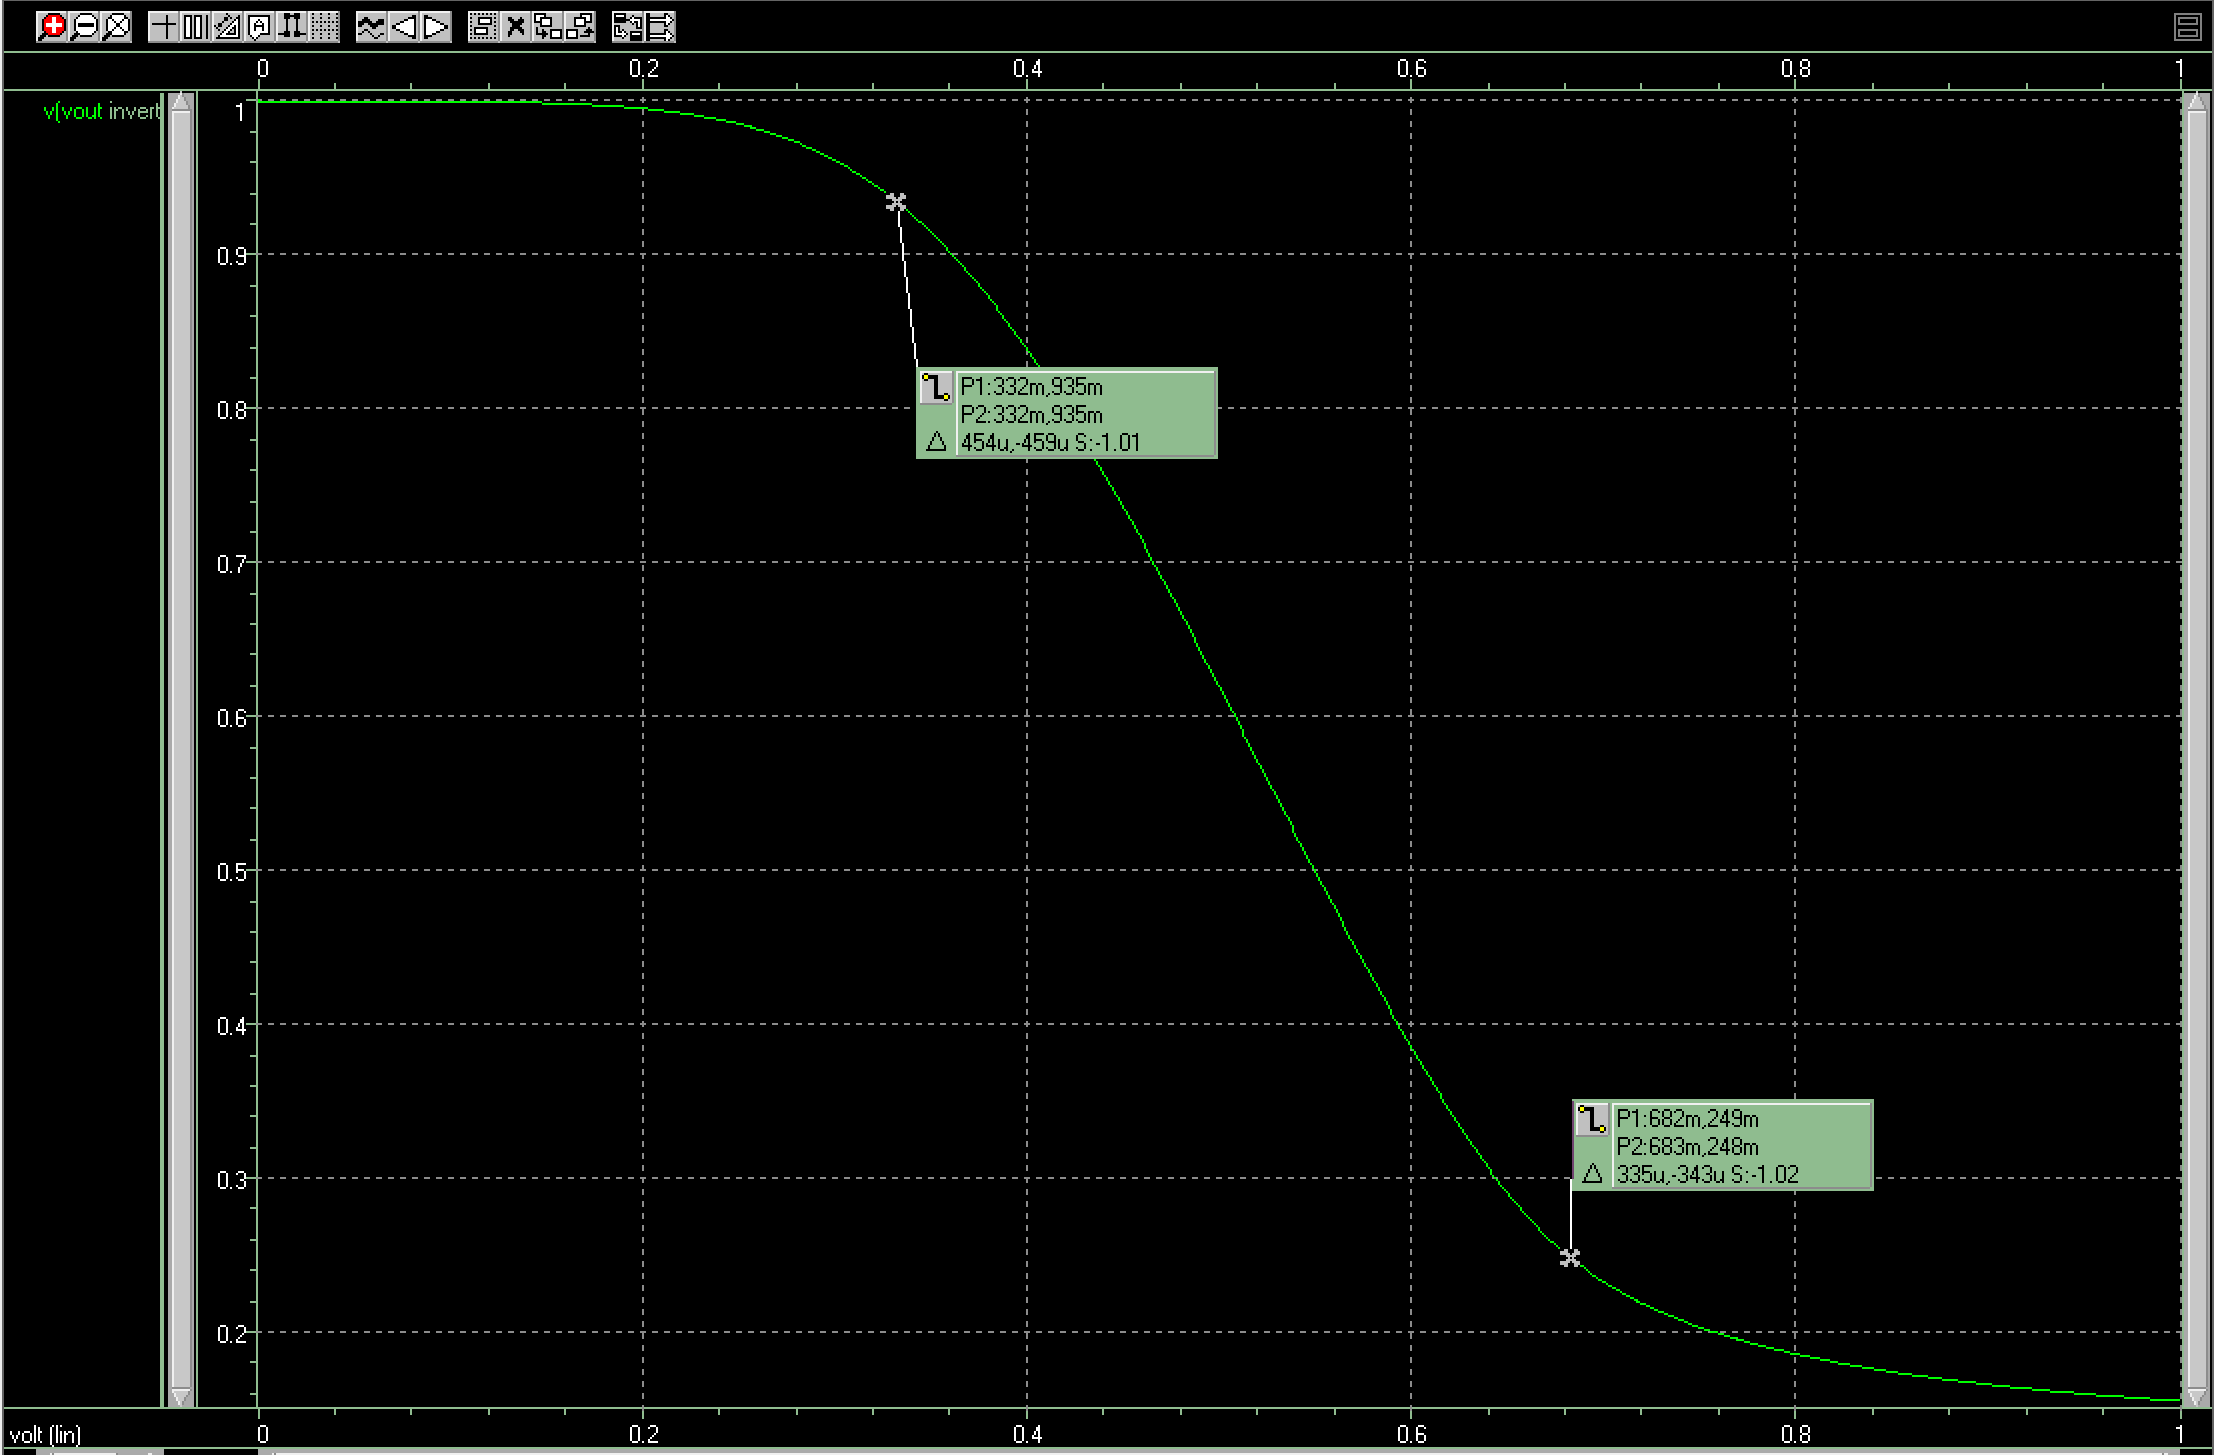 A
0 0.2 0.4 0.6 0.8 1
v(vout invert
1
0.9
0.8
0.7
0.6
0.5
0.4
0.3
0.2
P1:332m,935m
P2:332m,935m
△ 454u,-459u S:-1.01
P1:682m,249m
P2:683m,248m
△ 335u,-343u S:-1.02
volt (lin) 0 0.2 0.4 0.6 0.8 1